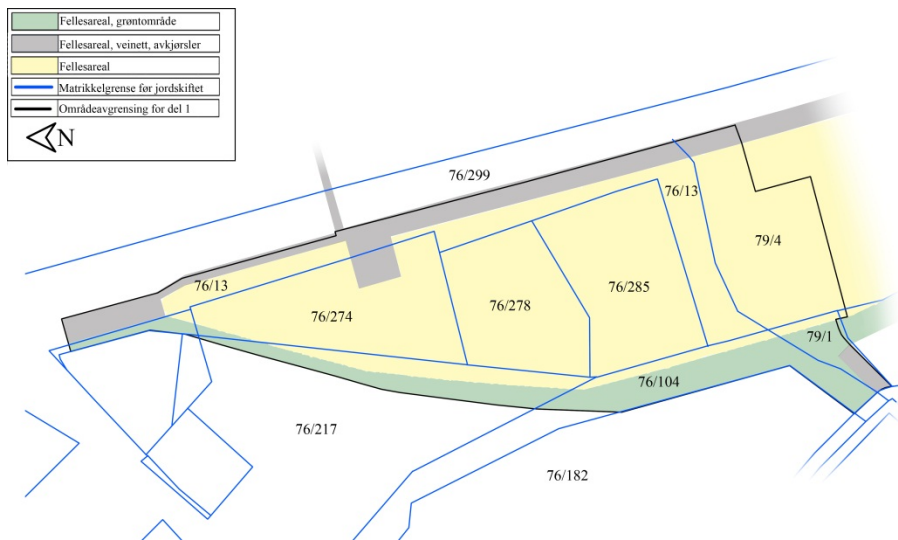 Fellesareal, grøntområde
Fellesareal, veinett, avkjørsler
Fellesareal
Matrikkelgrense før jordskiftet
Områdeavgrensing for del 1
N
76/299
76/13
79/4
76/13
76/285
76/278
76/274
79/1
76/104
76/217
76/182